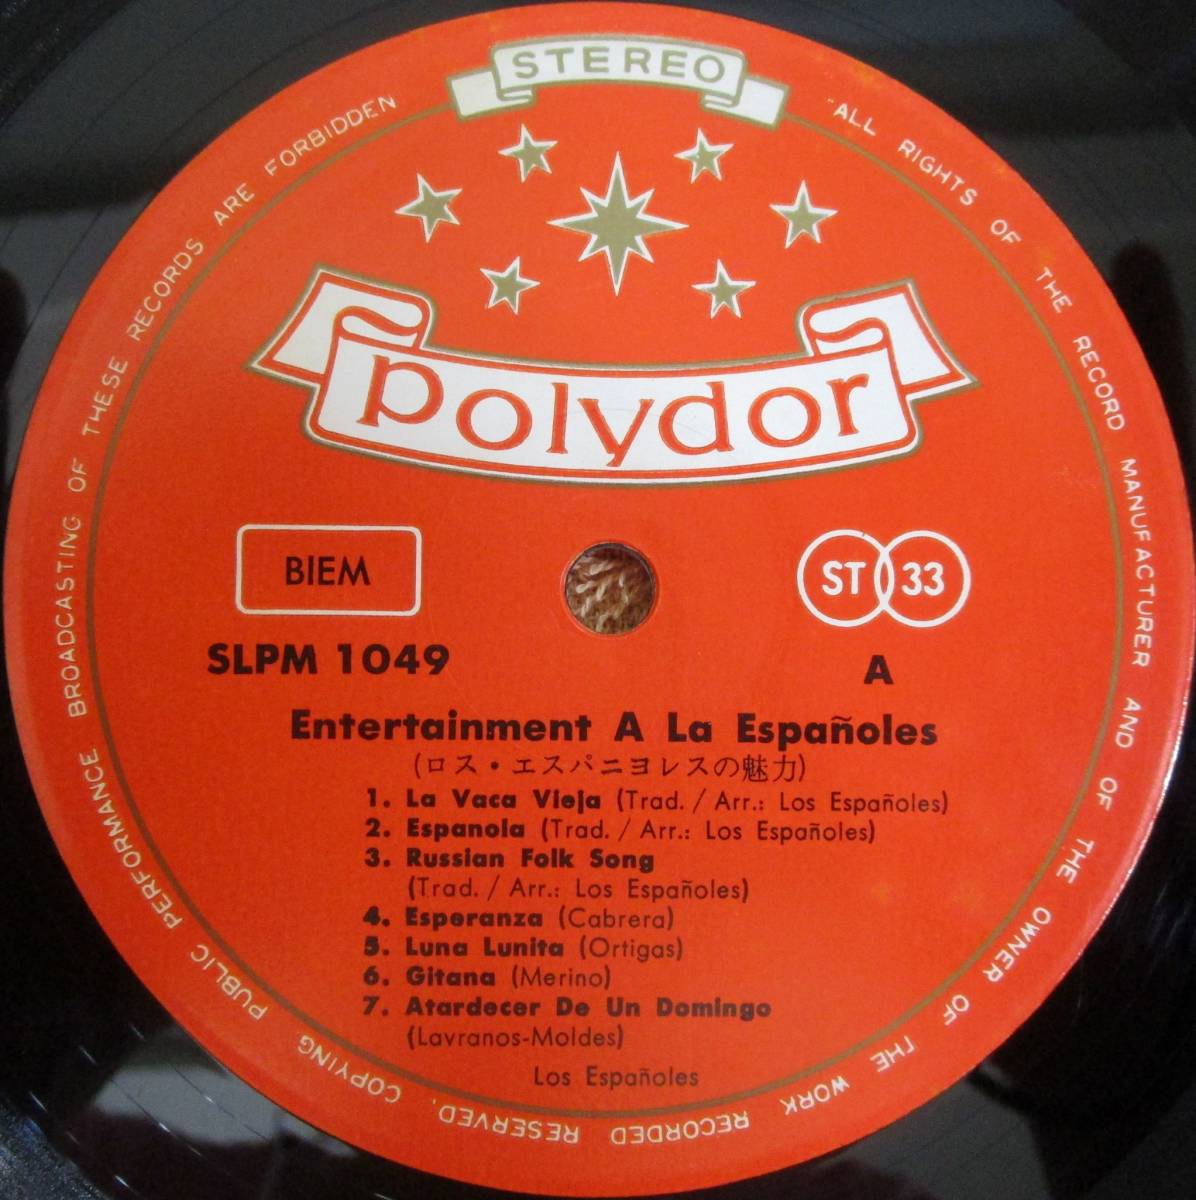 STEREO
polydor
BIEM
ST 33
SLPM 1049
A
Entertainment A La Españoles
(ロス・エスパニヨレスの魅力)
1. La Vaca Vieja (Trad. / Arr.: Los Españoles)
2. Espanola (Trad. / Arr.: Los Españoles)
3. Russian Folk Song
(Trad. / Arr.: Los Españoles)
4. Esperanza (Cabrera)
5. Luna Lunita (Ortigas)
6. Gitana (Merino)
7. Atardecer De Un Domingo
(Lavranos-Moldes)
Los Españoles
ALL RIGHTS OF THE RECORD MANUFACTURER AND OF THE OWNER OF THE WORK RECORDED RESERVED. COPYING PUBLIC PERFORMANCE BROADCASTING OF THESE RECORDS ARE FORBIDDEN